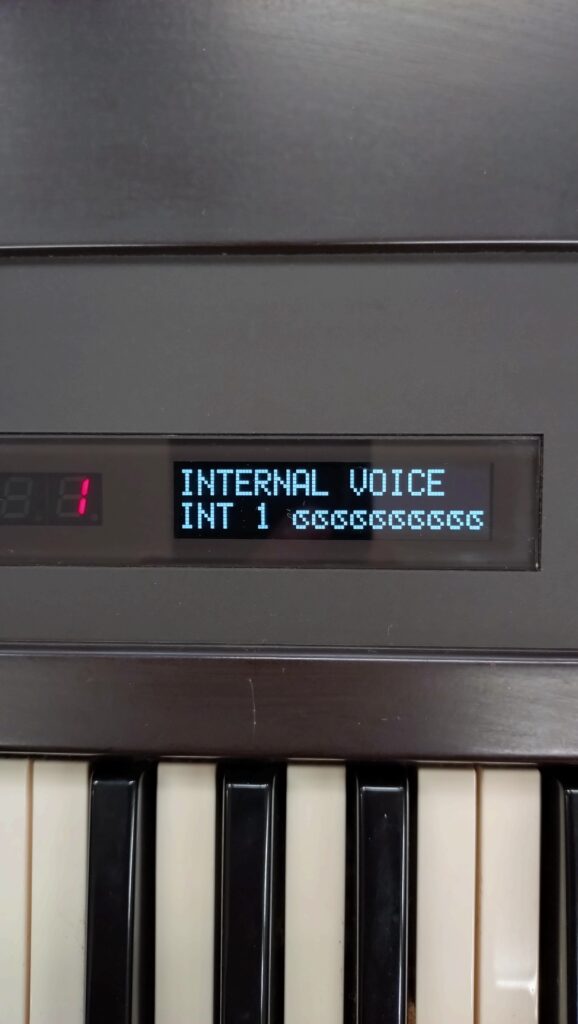 1
INTERNAL VOICE
INT 1